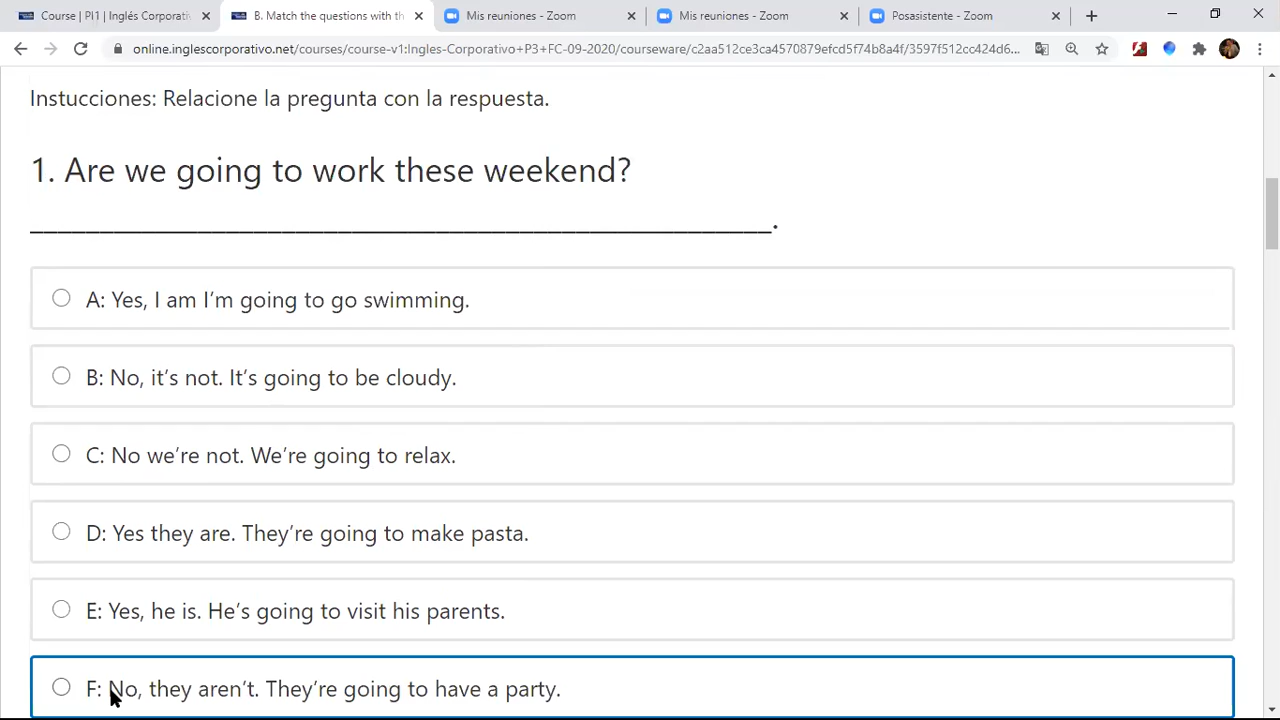 Course | PI1 | Inglés Corporati
B. Match the questions with th
Mis reuniones - Zoom
Mis reuniones - Zoom
Posasistente - Zoom
online.inglescorporativo.net/courses/course-v1:Ingles-Corporativo+P3+FC-09-2020/courseware/c2aa512ce3ca4570879efcd5f74b8a4f/3597f512cc424d6...
Instucciones: Relacione la pregunta con la respuesta.
1. Are we going to work these weekend?
______________________________________________________.
A: Yes, I am I’m going to go swimming.
B: No, it’s not. It’s going to be cloudy.
C: No we’re not. We’re going to relax.
D: Yes they are. They’re going to make pasta.
E: Yes, he is. He’s going to visit his parents.
F: No, they aren’t. They’re going to have a party.